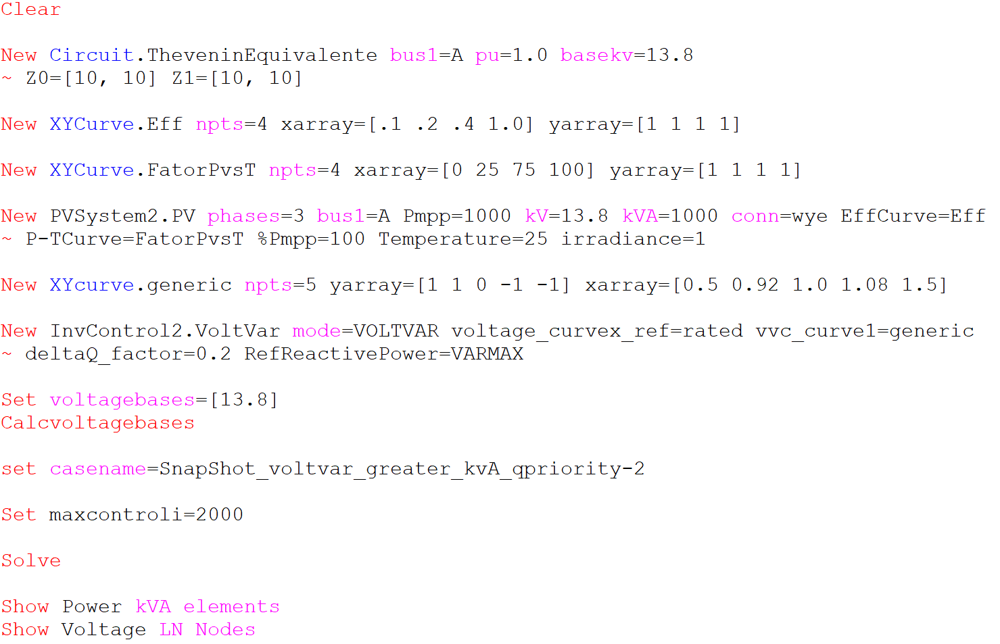 Clear
New Circuit.TheveninEquivalente bus1=A pu=1.0 basekv=13.8
~ Z0=[10, 10] Z1=[10, 10]
New XYCurve.Eff npts=4 xarray=[.1 .2 .4 1.0] yarray=[1 1 1 1]
New XYCurve.FatorPvsT npts=4 xarray=[0 25 75 100] yarray=[1 1 1 1]
New PVSystem2.PV phases=3 bus1=A Pmpp=1000 kV=13.8 kVA=1000 conn=wye EffCurve=Eff
~ P-TCurve=FatorPvsT %Pmpp=100 Temperature=25 irradiance=1
New XYcurve.generic npts=5 yarray=[1 1 0 -1 -1] xarray=[0.5 0.92 1.0 1.08 1.5]
New InvControl2.VoltVar mode=VOLTVAR voltage_curvex_ref=rated vvc_curve1=generic
~ deltaQ_factor=0.2 RefReactivePower=VARMAX
Set voltagebases=[13.8]
Calcvoltagebases
set casename=SnapShot_voltvar_greater_kvA_qpriority-2
Set maxcontroli=2000
Solve
Show Power kVA elements
Show Voltage LN Nodes